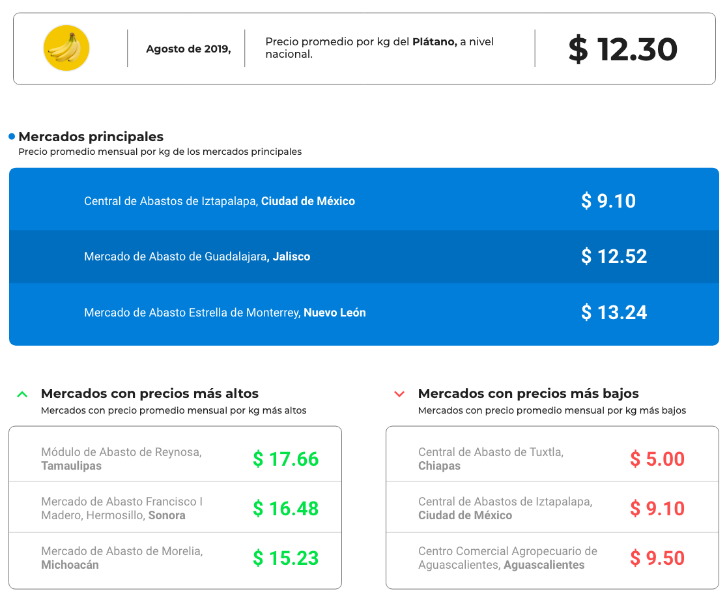 Agosto de 2019,
Precio promedio por kg del Plátano, a nivel
nacional.
$ 12.30
Mercados principales
Precio promedio mensual por kg de los mercados principales
Central de Abastos de Iztapalapa, Ciudad de México
$ 9.10
Mercado de Abasto de Guadalajara, Jalisco
$ 12.52
Mercado de Abasto Estrella de Monterrey, Nuevo León
$ 13.24
Mercados con precios más altos
Mercados con precio promedio mensual por kg más altos
Módulo de Abasto de Reynosa,
Tamaulipas
$ 17.66
Mercado de Abasto Francisco I
Madero, Hermosillo, Sonora
$ 16.48
Mercado de Abasto de Morelia,
Michoacán
$ 15.23
Mercados con precios más bajos
Mercados con precio promedio mensual por kg más bajos
Central de Abasto de Tuxtla,
Chiapas
$ 5.00
Central de Abastos de Iztapalapa,
Ciudad de México
$ 9.10
Centro Comercial Agropecuario de
Aguascalientes, Aguascalientes
$ 9.50